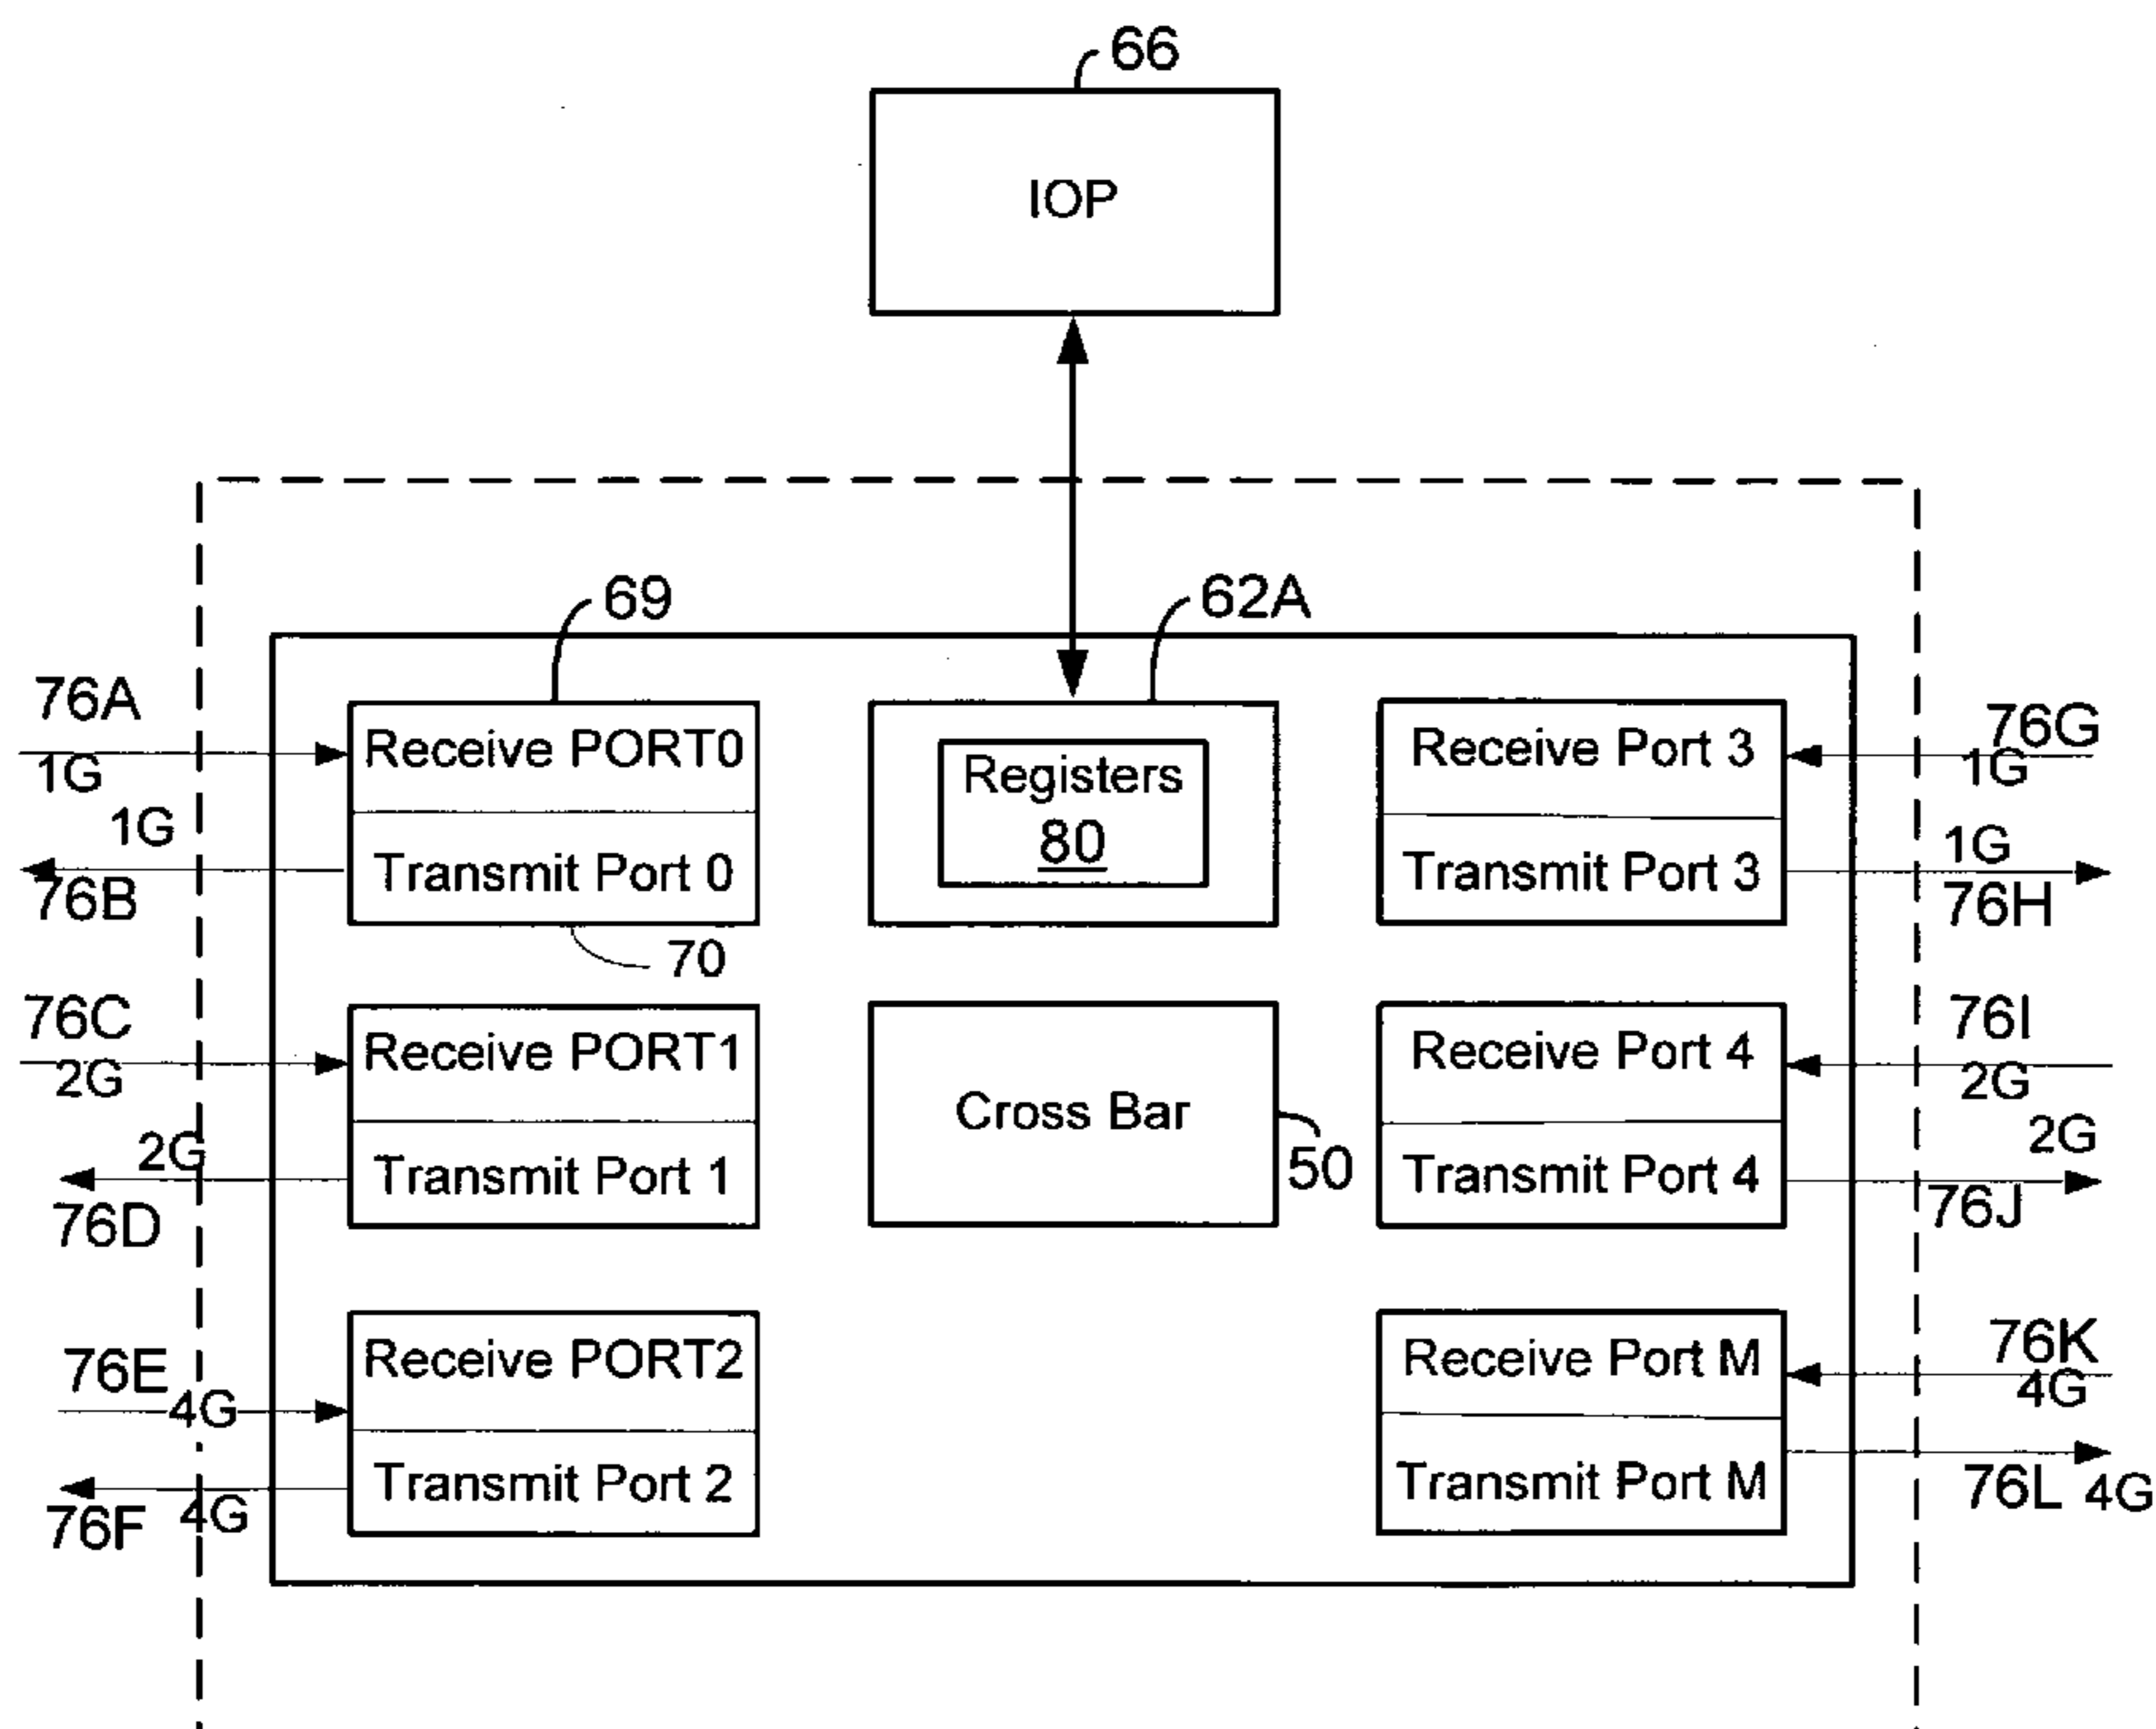 66
IOP
69
62A
76A
1G
Receive PORT0
1G
Transmit Port 0
76B
70
Registers
80
Receive Port 3
76G
1G
Transmit Port 3
1G
76H
76C
2G
Receive PORT1
2G
Transmit Port 1
76D
Cross Bar
50
Receive Port 4
76I
2G
Transmit Port 4
2G
76J
76E
4G
Receive PORT2
Transmit Port 2
76F
4G
Receive Port M
76K
4G
Transmit Port M
76L
4G